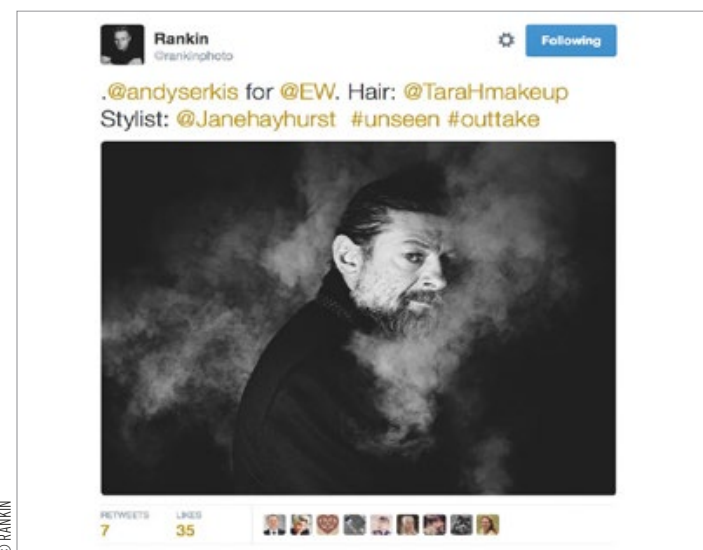 Rankin
@rankinphoto
Following
.@andyserkis for @EW. Hair: @TaraHmakeup
Stylist: @Janehayhurst #unseen #outtake
RETWEETS LIKES
7 35
© RANKIN